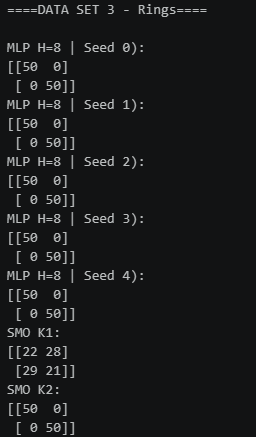 ====DATA SET 3 - Rings====
MLP H=8 | Seed 0):
[[50  0]
 [ 0 50]]
MLP H=8 | Seed 1):
[[50  0]
 [ 0 50]]
MLP H=8 | Seed 2):
[[50  0]
 [ 0 50]]
MLP H=8 | Seed 3):
[[50  0]
 [ 0 50]]
MLP H=8 | Seed 4):
[[50  0]
 [ 0 50]]
SMO K1:
[[22 28]
 [29 21]]
SMO K2:
[[50  0]
 [ 0 50]]